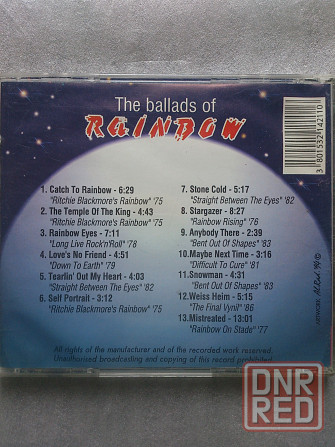 The ballads of
RAINBOW
1. Catch To Rainbow - 6:29
"Ritchie Blackmore's Rainbow" '75
2. The Temple Of The King - 4:43
"Ritchie Blackmore's Rainbow" '75
3. Rainbow Eyes - 7:11
"Long Live Rock'n'Roll" '78
4. Love's No Friend - 4:52
"Down To Earth" '79
5. Tearlin' Out My Heart - 4:03
"Straight Between The Eyes" '82
6. Self Portrait - 3:12
"Ritchie Blackmore's Rainbow" '75
7. Stone Cold - 5:17
"Straight Between The Eyes" '82
8. Stargazer - 8:27
"Rainbow Rising" '76
9. Anybody There - 2:39
"Bent Out Of Shapes" '83
10.Maybe Next Time - 3:16
"Difficult To Cure" '81
11.Snowman - 4:31
"Bent Out Of Shapes" '83
12.Weiss Heim - 5:15
"The Final Vyril" '86
13.Mistreated - 13:01
"Rainbow On Stade" '77
All rights of the manufacturer and of the recorded work reserved.
Unauthorised broadcasting and copying of this record prohibited.
3 801532 142110
DNR
RED